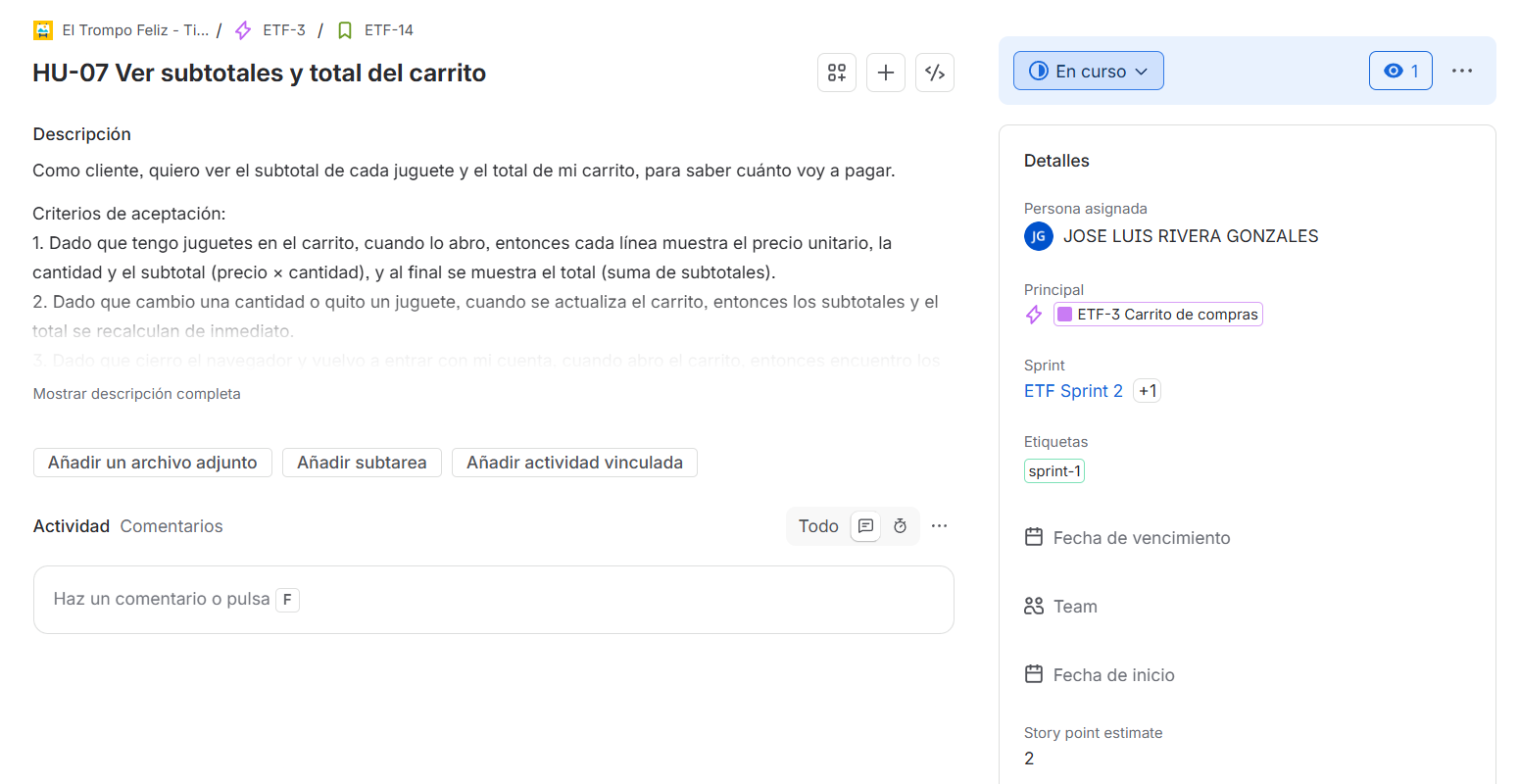 El Trompo Feliz - Ti... / ETF-3 / ETF-14
HU-07 Ver subtotales y total del carrito
Descripción
Como cliente, quiero ver el subtotal de cada juguete y el total de mi carrito, para saber cuánto voy a pagar.
Criterios de aceptación:
1. Dado que tengo juguetes en el carrito, cuando lo abro, entonces cada línea muestra el precio unitario, la
cantidad y el subtotal (precio × cantidad), y al final se muestra el total (suma de subtotales).
2. Dado que cambio una cantidad o quito un juguete, cuando se actualiza el carrito, entonces los subtotales y el
total se recalculan de inmediato.
3. Dado que cierro el navegador y vuelvo a entrar con mi cuenta, cuando abro el carrito, entonces encuentro los
Mostrar descripción completa
Añadir un archivo adjunto
Añadir subtarea
Añadir actividad vinculada
Actividad Comentarios
Todo
Haz un comentario o pulsa F
En curso
1
Detalles
Persona asignada
JG JOSE LUIS RIVERA GONZALES
Principal
ETF-3 Carrito de compras
Sprint
ETF Sprint 2 +1
Etiquetas
sprint-1
Fecha de vencimiento
Team
Fecha de inicio
Story point estimate
2